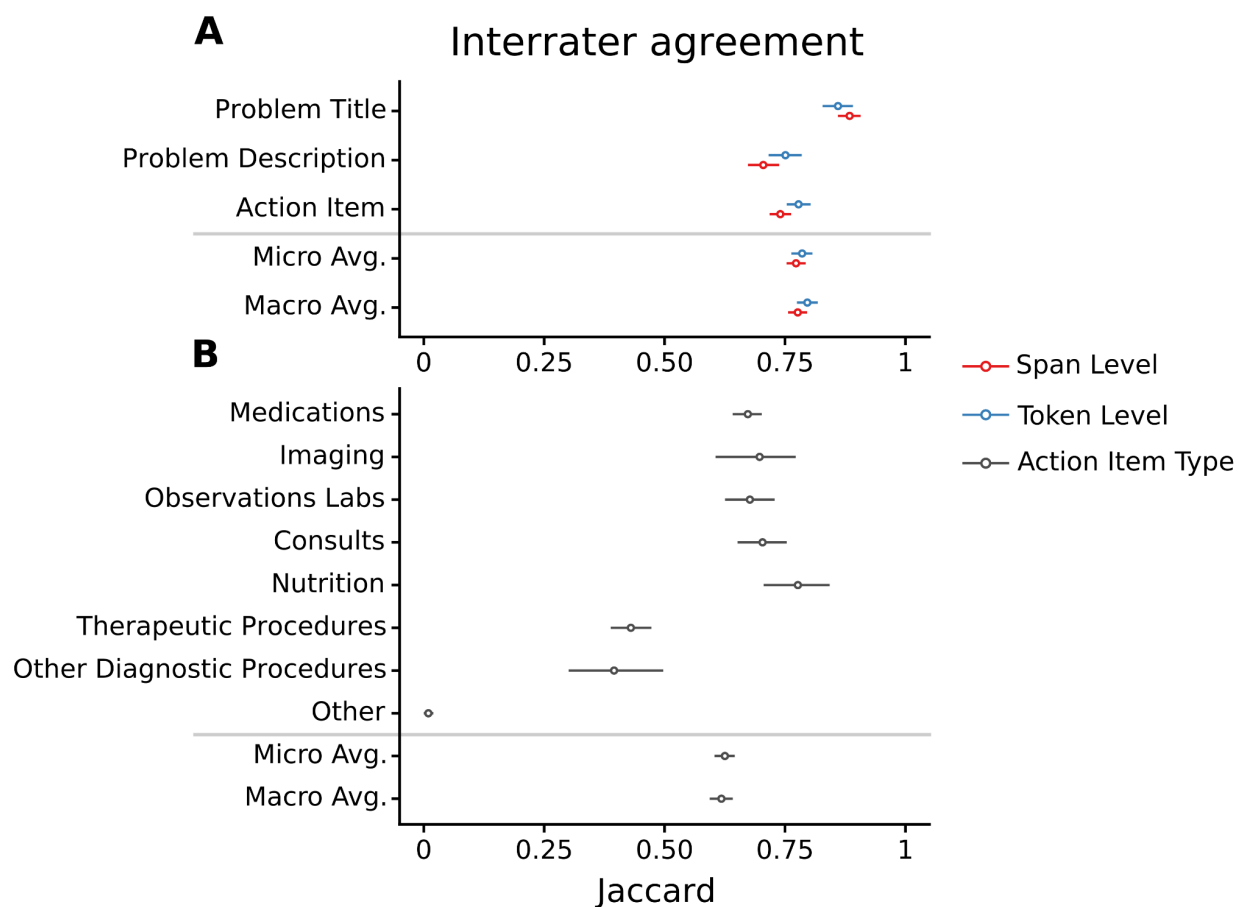 A
Interrater agreement
Problem Title
Problem Description
Action Item
Micro Avg.
Macro Avg.
0 0.25 0.50 0.75 1
B
Medications
Imaging
Observations Labs
Consults
Nutrition
Therapeutic Procedures
Other Diagnostic Procedures
Other
Micro Avg.
Macro Avg.
0 0.25 0.50 0.75 1
Jaccard
Span Level
Token Level
Action Item Type